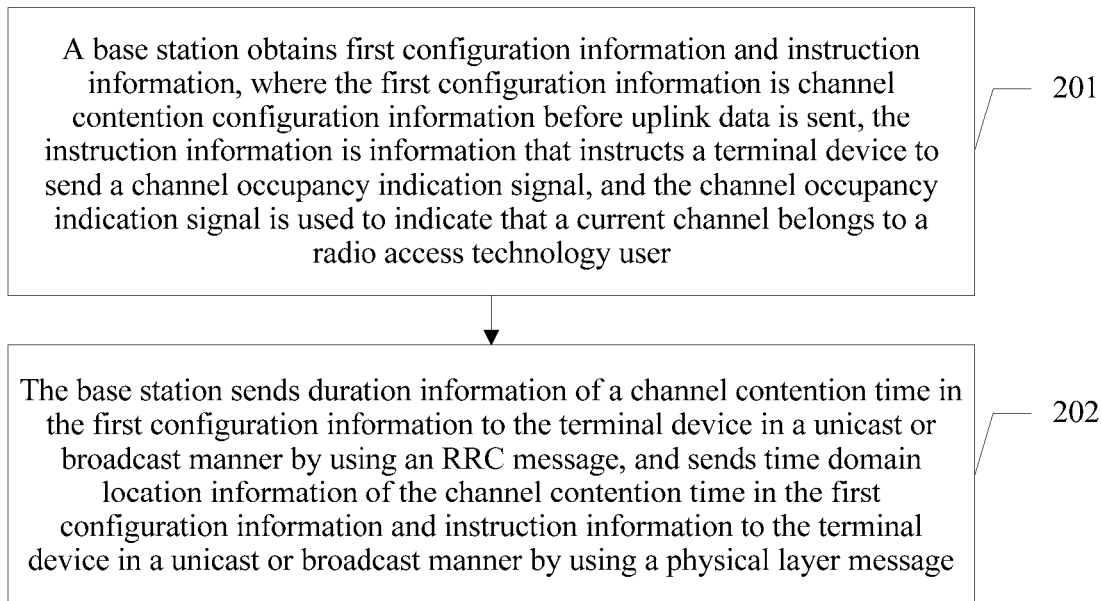 A base station obtains first configuration information and instruction
information, where the first configuration information is channel
contention configuration information before uplink data is sent, the
instruction information is information that instructs a terminal device to
send a channel occupancy indication signal, and the channel occupancy
indication signal is used to indicate that a current channel belongs to a
radio access technology user
201
The base station sends duration information of a channel contention time in
the first configuration information to the terminal device in a unicast or
broadcast manner by using an RRC message, and sends time domain
location information of the channel contention time in the first
configuration information and instruction information to the terminal
device in a unicast or broadcast manner by using a physical layer message
202